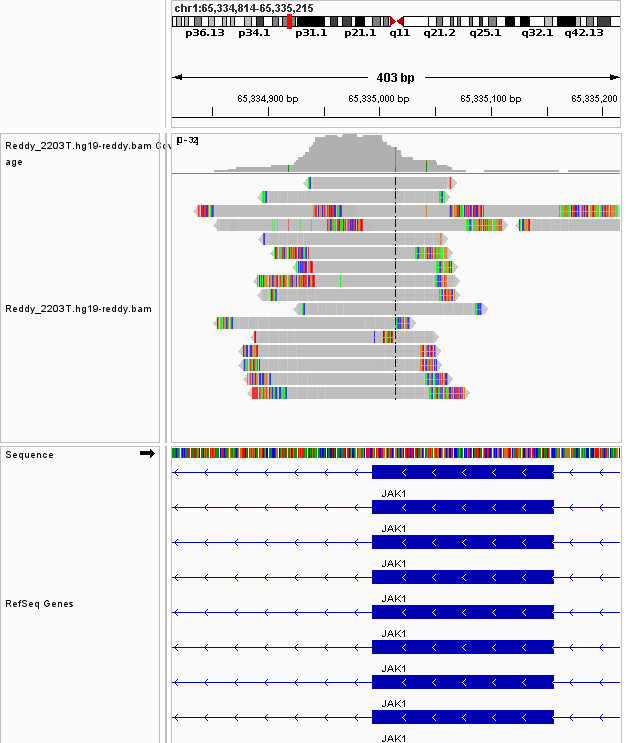 chr1:65,334,814-65,335,215
p36.13 p34.1 p31.1 p21.1 q11 q21.2 q25.1 q32.1 q42.13
403 bp
65,334,900 bp 65,335,000 bp 65,335,100 bp 65,335,200
Reddy_2203T.hg19-reddy.bam Cov
age
[0-32]
Reddy_2203T.hg19-reddy.bam
Sequence
JAK1
JAK1
JAK1
JAK1
RefSeq Genes
JAK1
JAK1
JAK1
JAK1